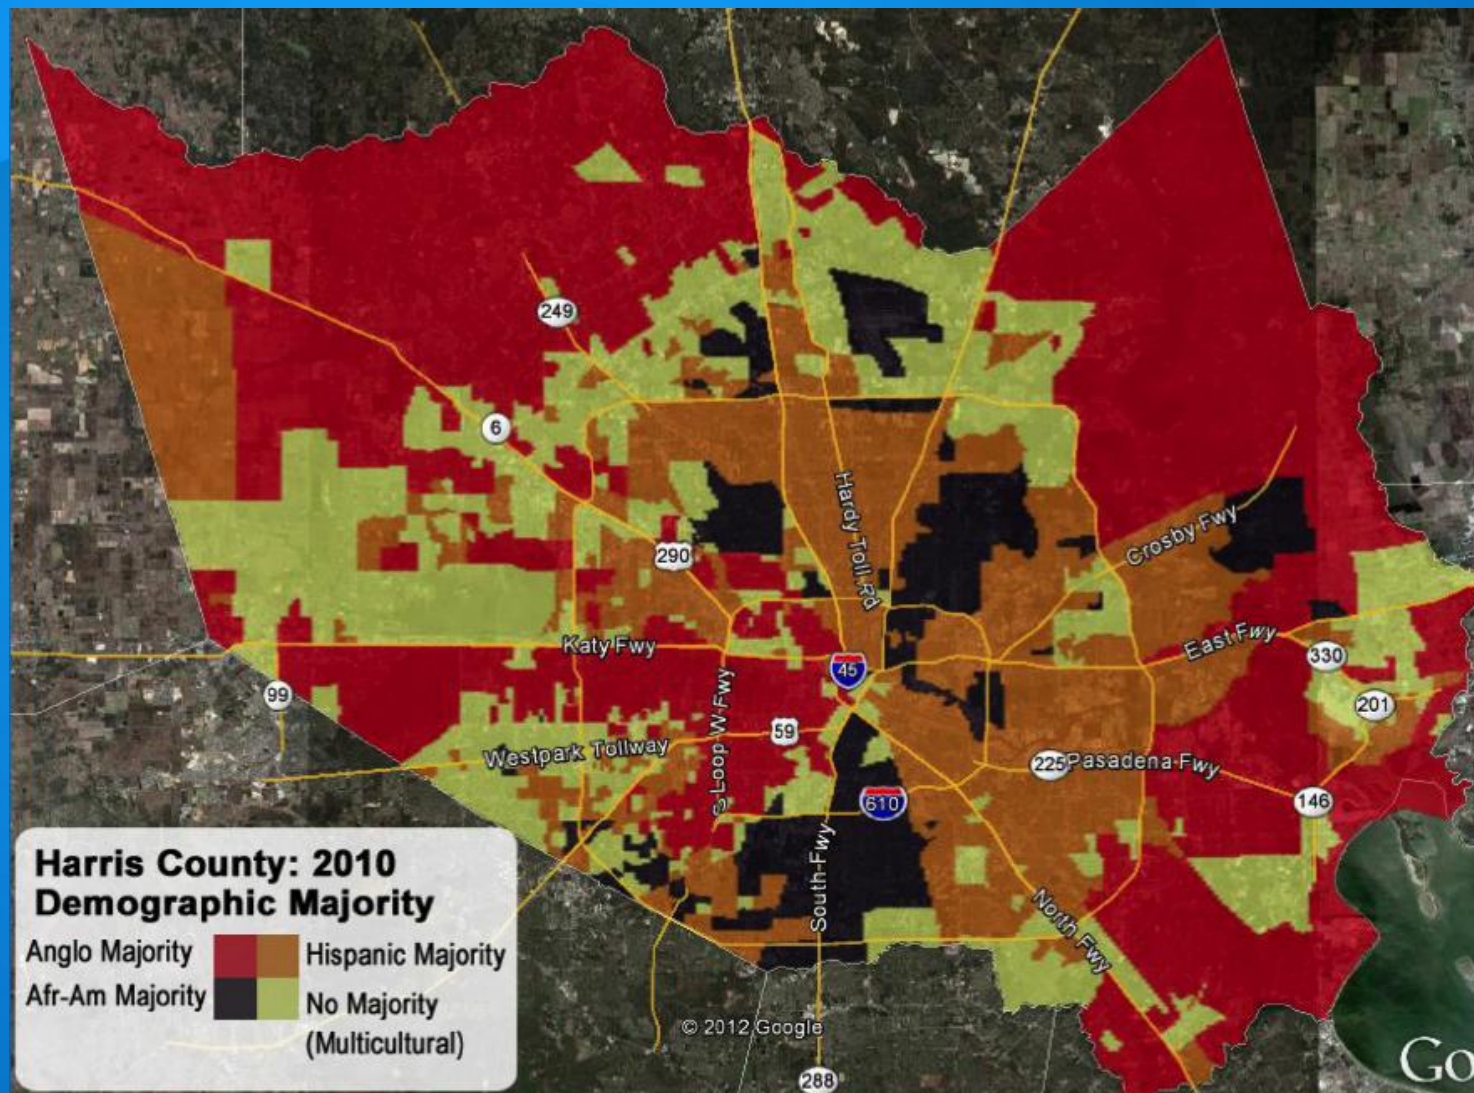 249
6
Hardy Toll Rd
290
Crosby Fwy
Katy Fwy
45
East Fwy
330
99
201
59
S Loop W Fwy
Westpark Tollway
225
Pasadena Fwy
610
146
South Fwy
North Fwy
Harris County: 2010
Demographic Majority
Anglo Majority
Hispanic Majority
Afr-Am Majority
No Majority
(Multicultural)
© 2012 Google
288
Go